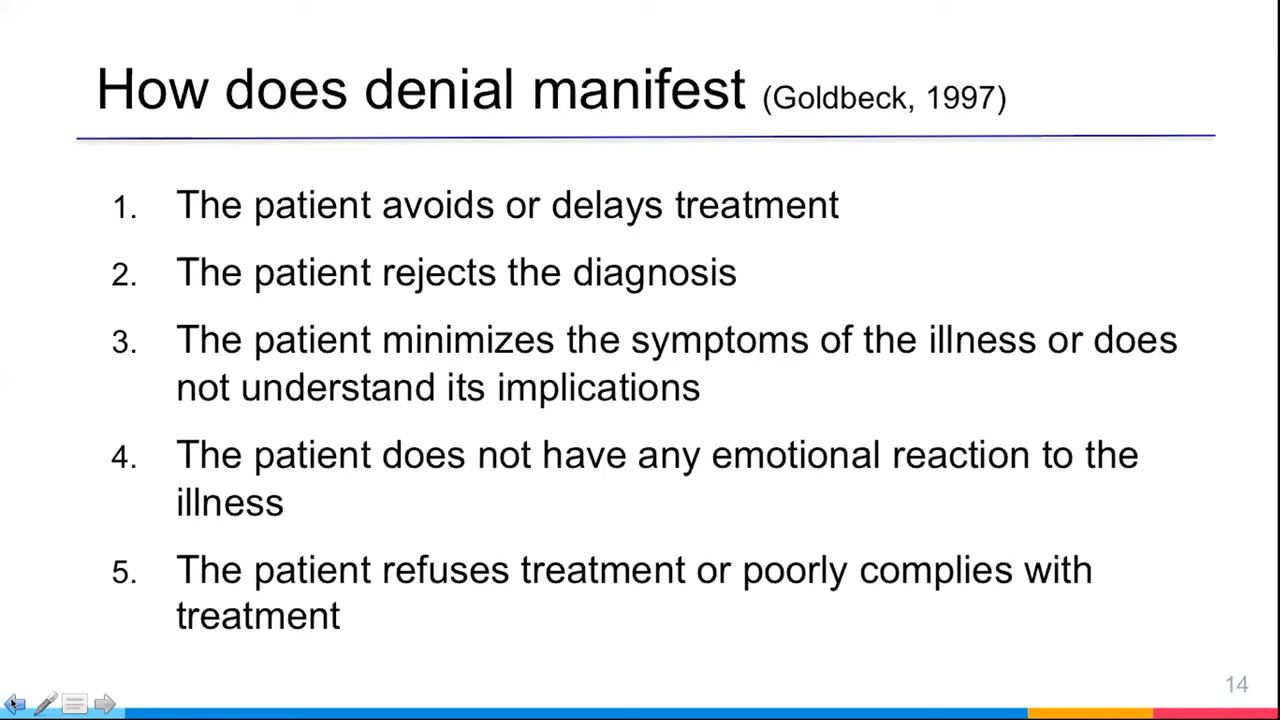 How does denial manifest (Goldbeck, 1997)
1. The patient avoids or delays treatment
2. The patient rejects the diagnosis
3. The patient minimizes the symptoms of the illness or does
not understand its implications
4. The patient does not have any emotional reaction to the
illness
5. The patient refuses treatment or poorly complies with
treatment
14